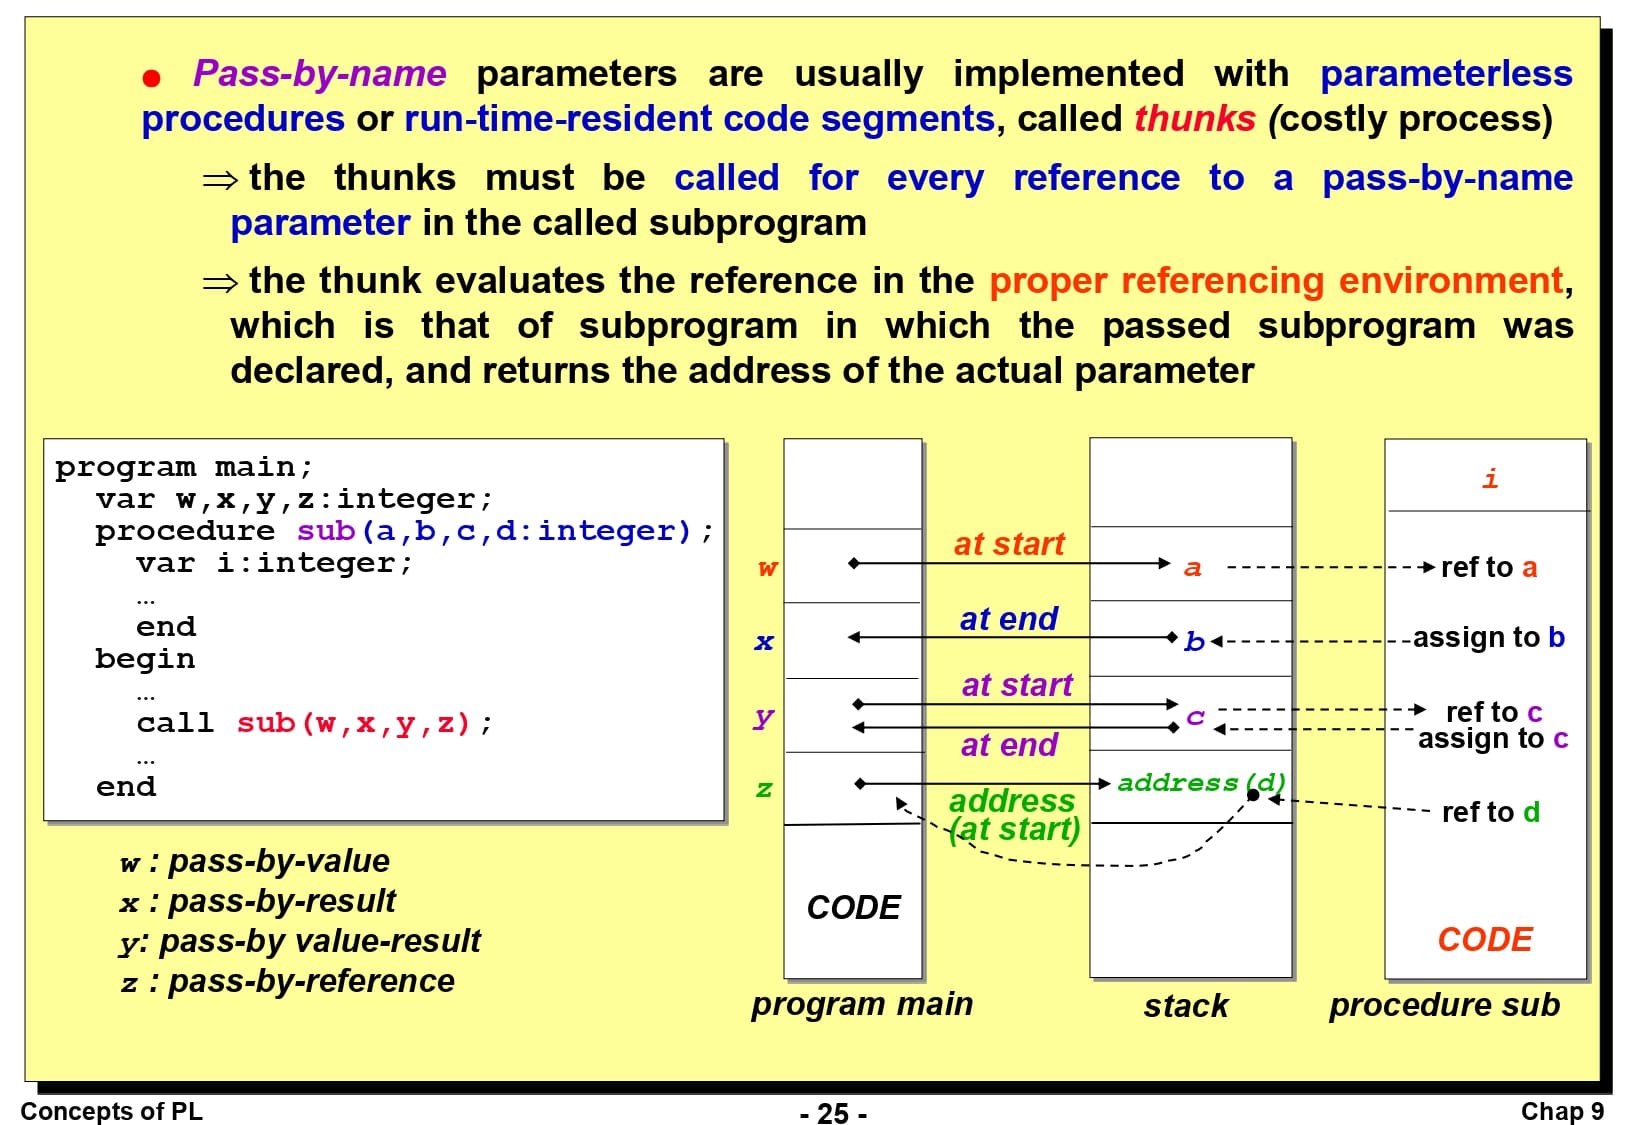 ● Pass-by-name parameters are usually implemented with parameterless
procedures or run-time-resident code segments, called thunks (costly process)
⇒ the thunks must be called for every reference to a pass-by-name
parameter in the called subprogram
⇒ the thunk evaluates the reference in the proper referencing environment,
which is that of subprogram in which the passed subprogram was
declared, and returns the address of the actual parameter
program main;
var w,x,y,z:integer;
procedure sub(a,b,c,d:integer);
var i:integer;
…
end
begin
…
call sub(w,x,y,z);
…
end
w : pass-by-value
x : pass-by-result
y: pass-by value-result
z : pass-by-reference
i
w at start a ref to a
x at end b assign to b
y at start c ref to c
at end assign to c
z address address(d) ref to d
(at start)
CODE
CODE
program main stack procedure sub
Concepts of PL - 25 - Chap 9